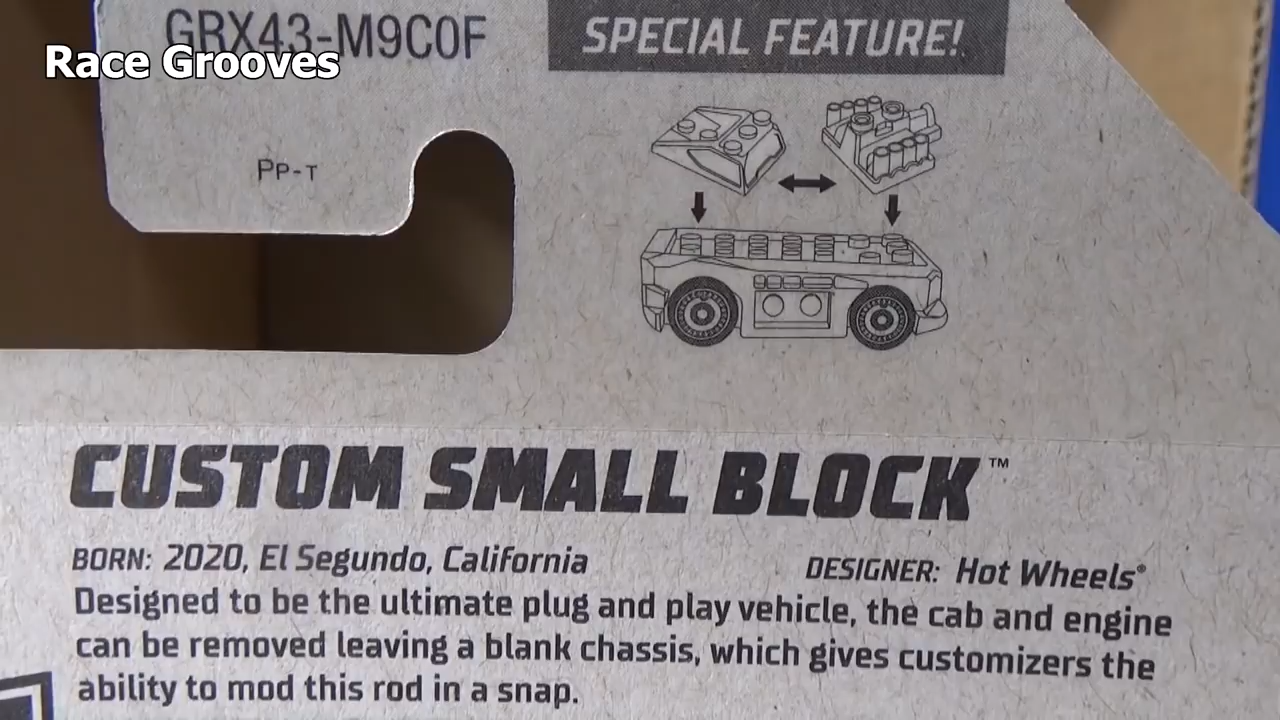 GRX43-M9C0F
SPECIAL FEATURE!
Race Grooves
PP-T
CUSTOM SMALL BLOCK™
BORN: 2020, El Segundo, California
DESIGNER: Hot Wheels®
Designed to be the ultimate plug and play vehicle, the cab and engine
can be removed leaving a blank chassis, which gives customizers the
ability to mod this rod in a snap.